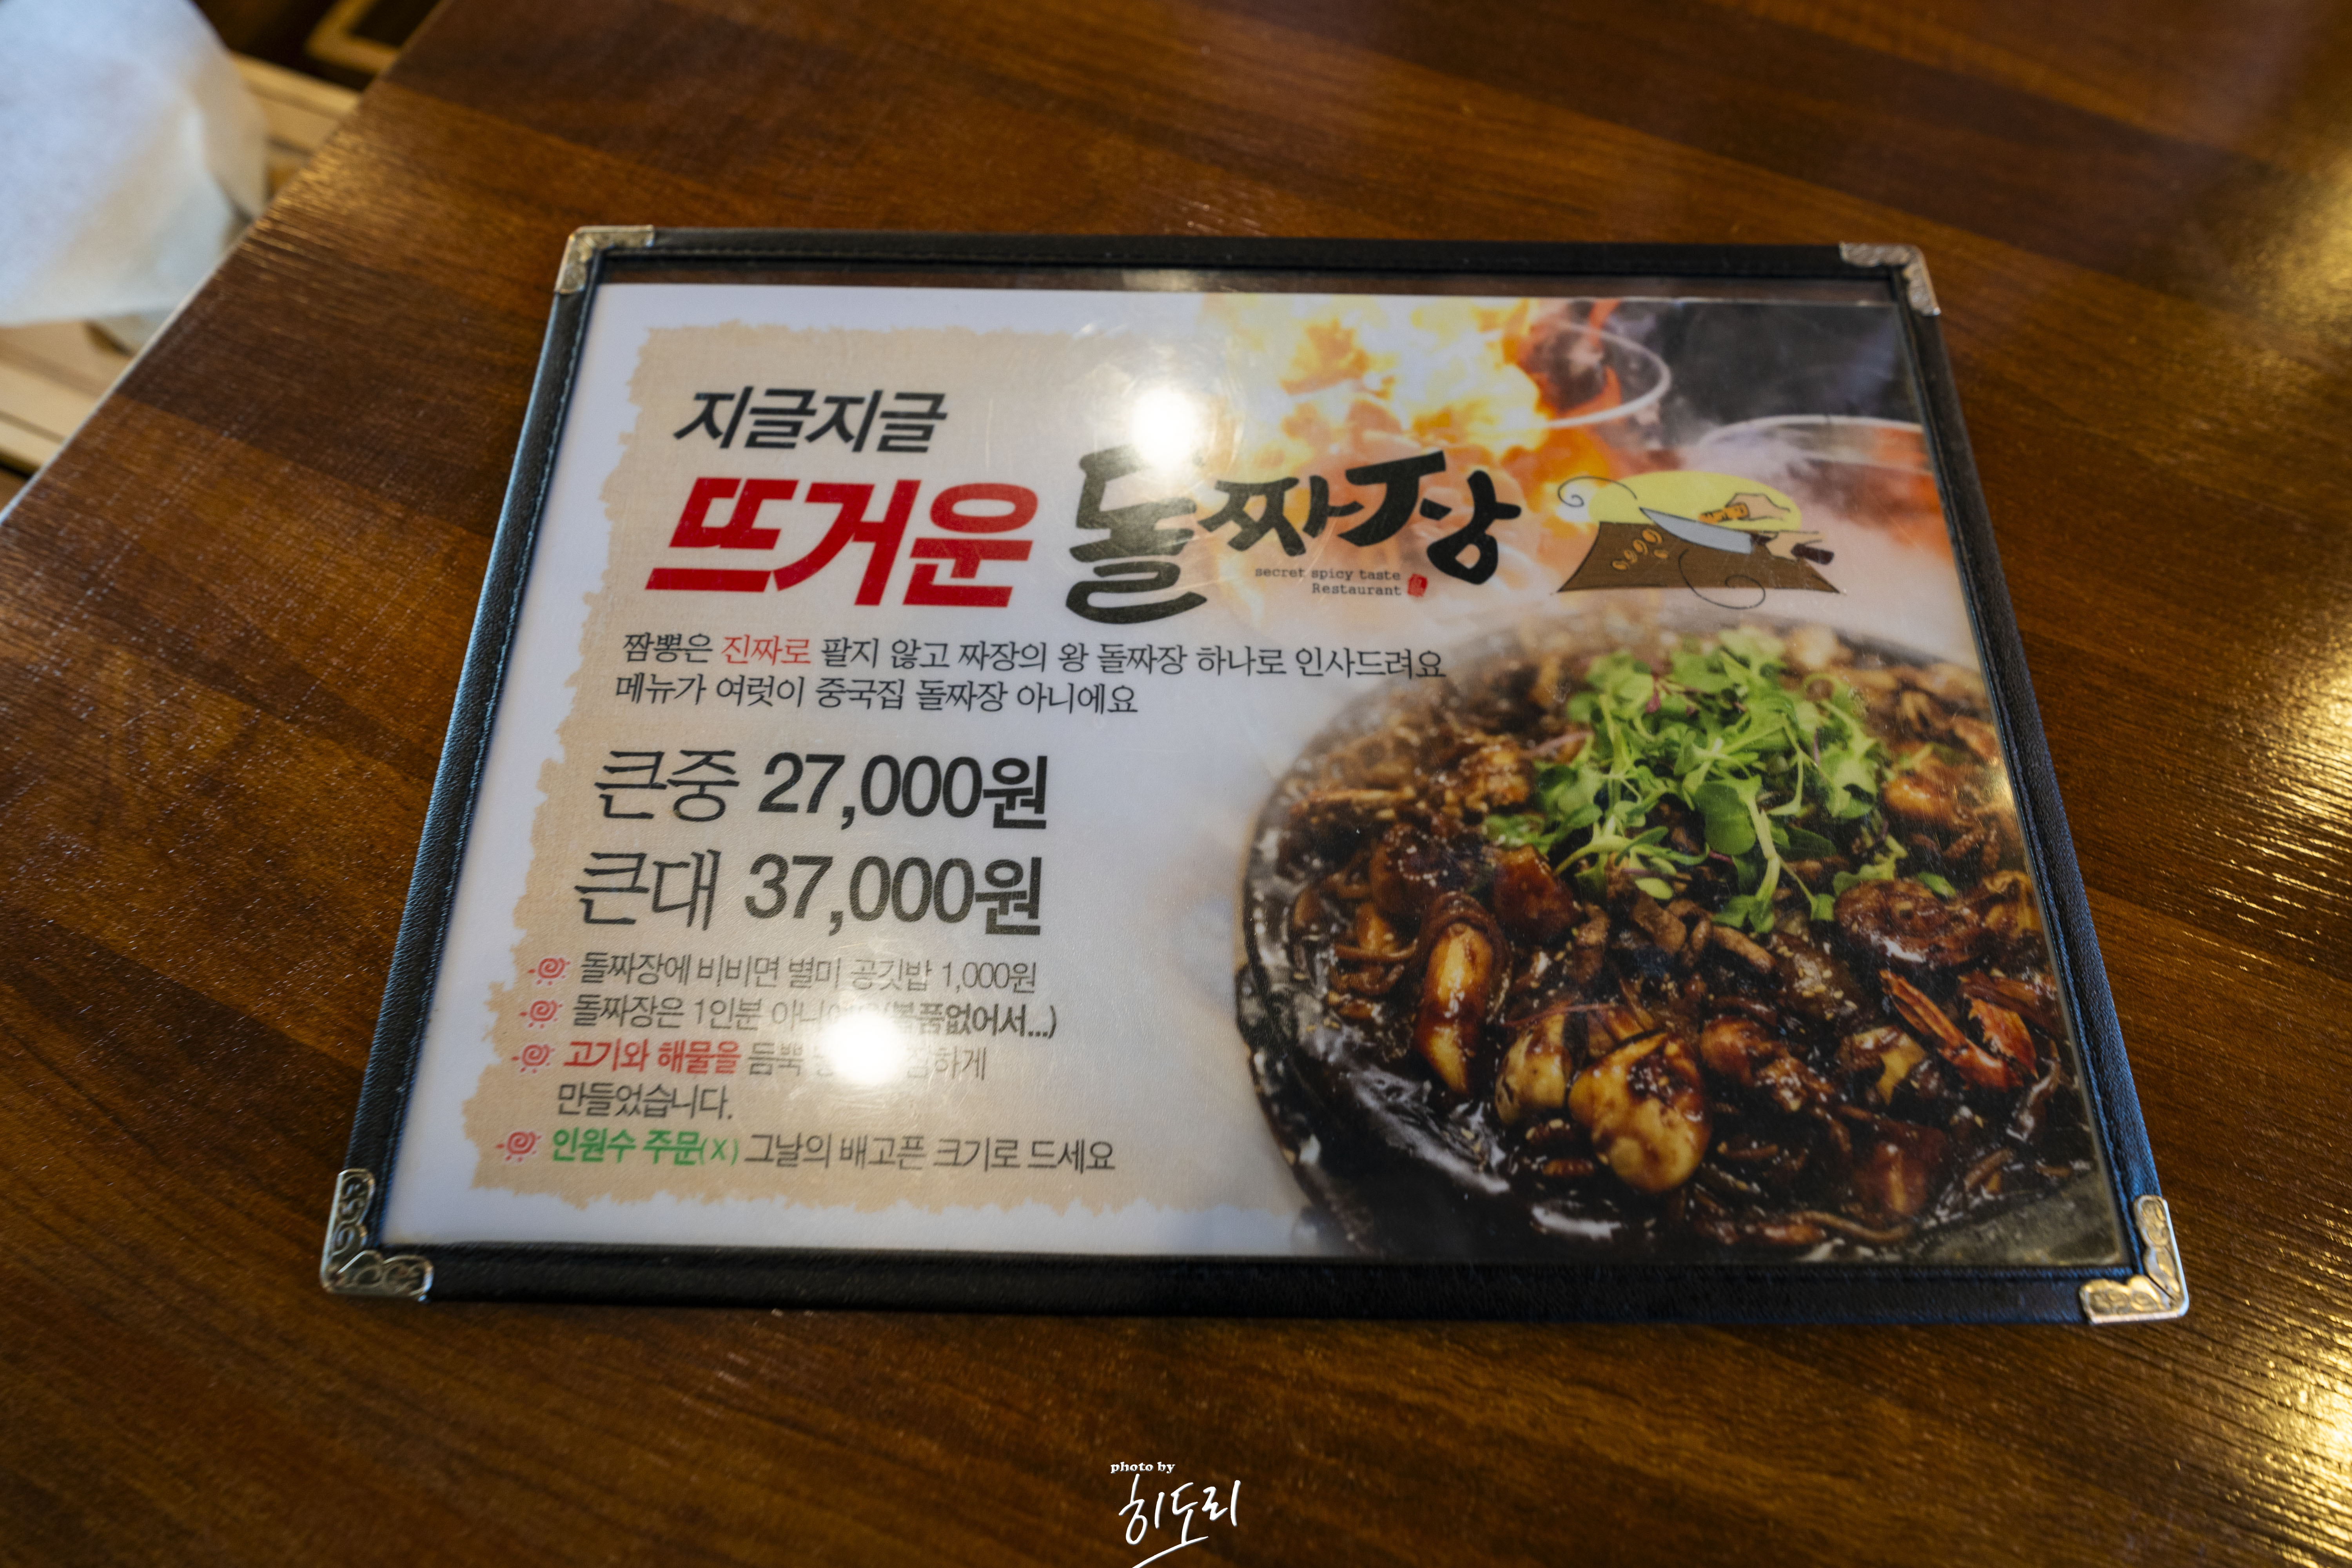 지글지글
뜨거운 돌짜장
secret spicy taste
Restaurant
짬뽕은 진짜로 팔지 않고 짜장의 왕 돌짜장 하나로 인사드려요
메뉴가 여럿이 중국집 돌짜장 아니에요
큰중 27,000원
큰대 37,000원
돌짜장에 비비면 별미 공깃밥 1,000원
돌짜장은 1인분
고기와 해물을 듬뿍
만들었습니다.
인원수 주문(X) 그날의 배고픈 크기로 드세요
photo by
히도리